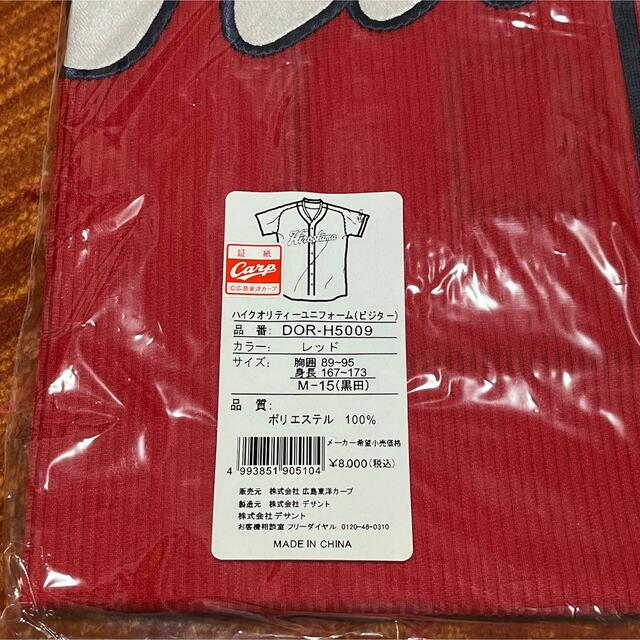 Hiroshima
証 紙
Carp
©広島東洋カープ
ハイクオリティーユニフォーム(ビジター)
品 番: DOR-H5009
カラー: レッド
サイズ: 胸囲 89~95
身長 167~173
M-15(黒田)
品 質:
ポリエステル 100%
メーカー希望小売価格
¥8,000(税込)
4 993851 905104
販売元 株式会社 広島東洋カープ
製造元 株式会社 デサント
株式会社デサント
お客様相談室 フリーダイヤル 0120-46-0310
MADE IN CHINA